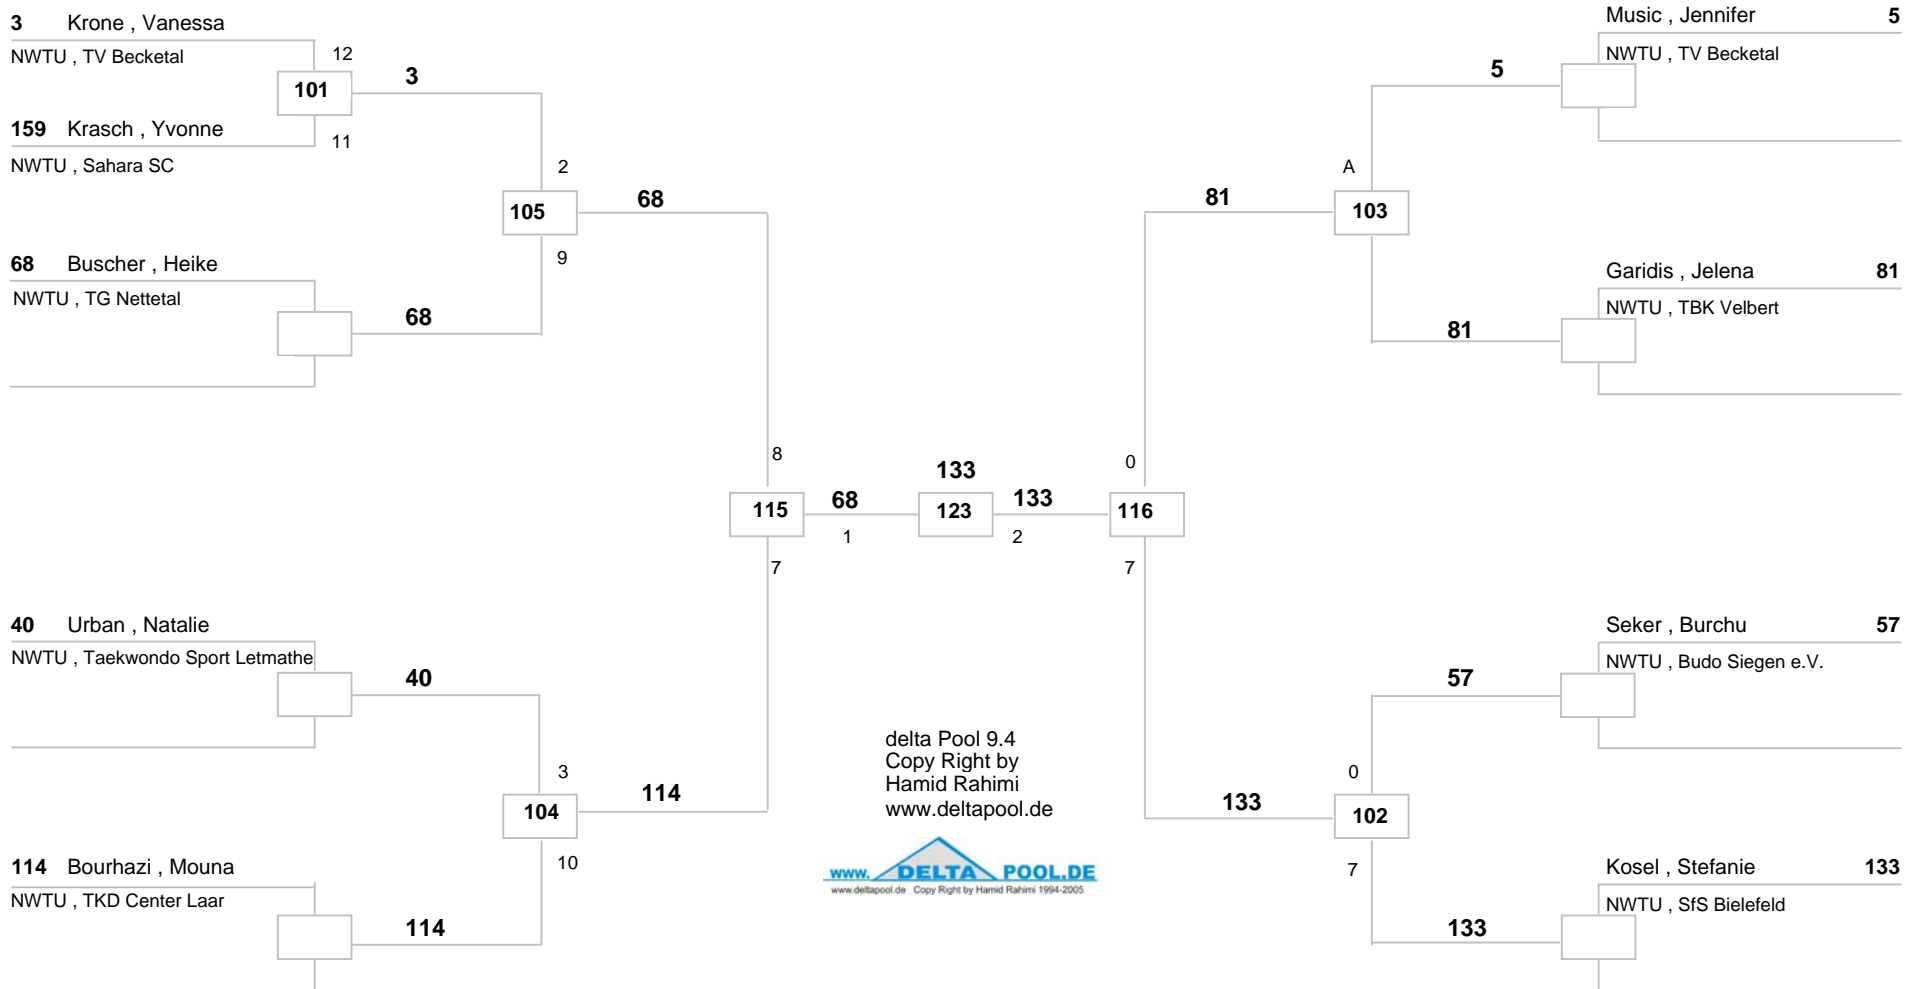 3 Krone , Vanessa
NWTU , TV Becketal
12
101
3
159 Krasch , Yvonne
11
NWTU , Sahara SC
2
105
68
9
68 Buscher , Heike
NWTU , TG Nettetal
68
8
115
68
1
7
40 Urban , Natalie
NWTU , Taekwondo Sport Letmathe
40
3
104
114
10
114 Bourhazi , Mouna
NWTU , TKD Center Laar
114
133
123
133
2
Music , Jennifer 5
NWTU , TV Becketal
5
A
81
103
Garidis , Jelena 81
NWTU , TBK Velbert
81
0
116
7
Seker , Burchu 57
NWTU , Budo Siegen e.V.
57
0
133
102
7
Kosel , Stefanie 133
NWTU , SfS Bielefeld
133
delta Pool 9.4
Copy Right by
Hamid Rahimi
www.deltapool.de
www. DELTA POOL.DE
www.deltapool.de Copy Right by Hamid Rahimi 1994-2005